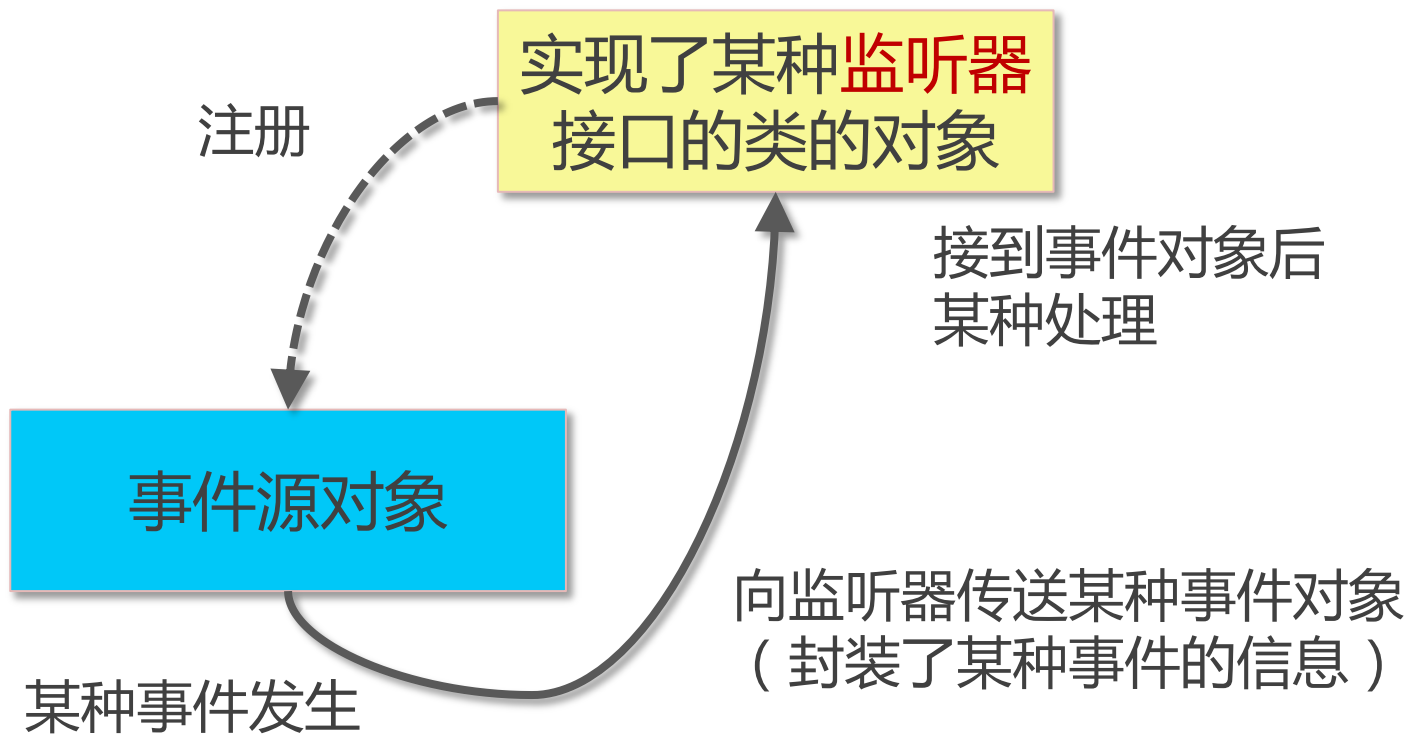 实现了某种监听器
接口的类的对象
注册
接到事件对象后
某种处理
事件源对象
向监听器传送某种事件对象
（封装了某种事件的信息）
某种事件发生